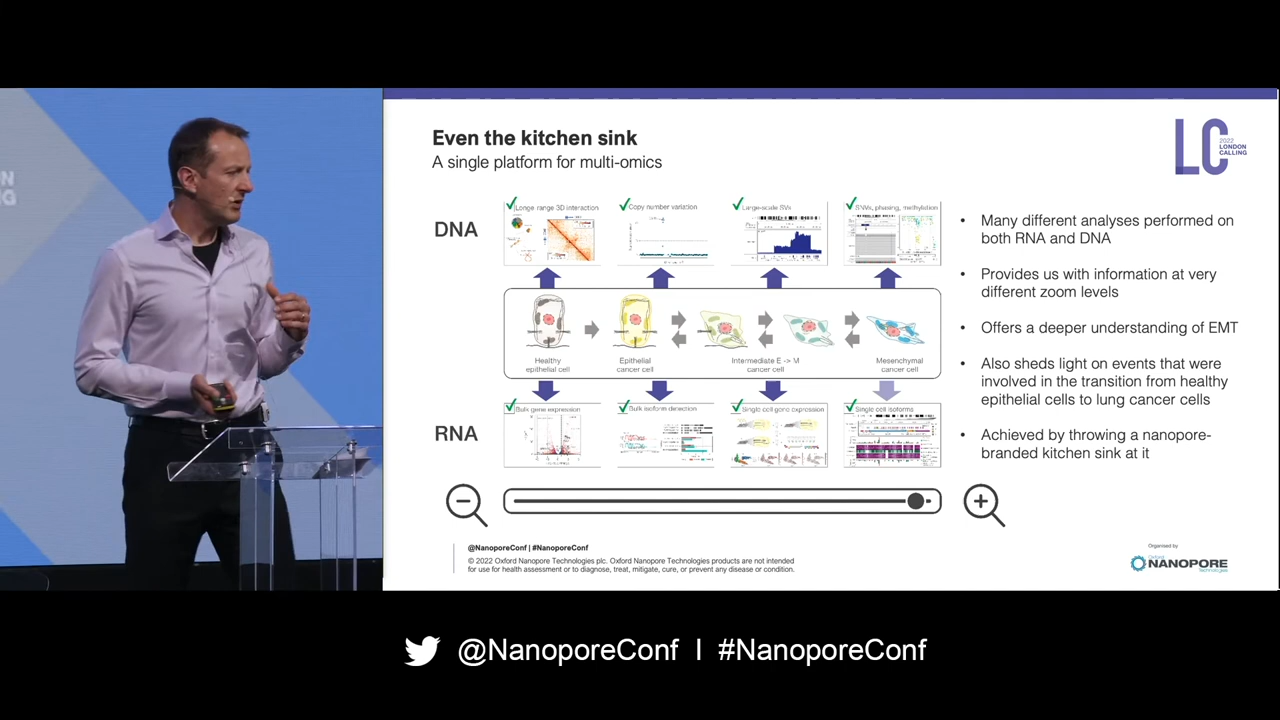 Even the kitchen sink
A single platform for multi-omics
LC
2022
LONDON
CALLING
DNA
Longe range 3D interaction
Copy number variation
Large-scale SVs
SNVs, phasing, methylation
Healthy
epithelial cell
Epithelial
cancer cell
Intermediate E -> M
cancer cell
Mesenchymal
cancer cell
RNA
Bulk gene expression
Bulk isoform detection
Single cell gene expression
Single cell isoforms
• Many different analyses performed on
both RNA and DNA
• Provides us with information at very
different zoom levels
• Offers a deeper understanding of EMT
• Also sheds light on events that were
involved in the transition from healthy
epithelial cells to lung cancer cells
• Achieved by throwing a nanopore-
branded kitchen sink at it
@NanoporeConf | #NanoporeConf
© 2022 Oxford Nanopore Technologies plc. Oxford Nanopore Technologies products are not intended
for use for health assessment or to diagnose, treat, mitigate, cure, or prevent any disease or condition.
Organised by
Oxford
NANOPORE
Technologies
@NanoporeConf | #NanoporeConf